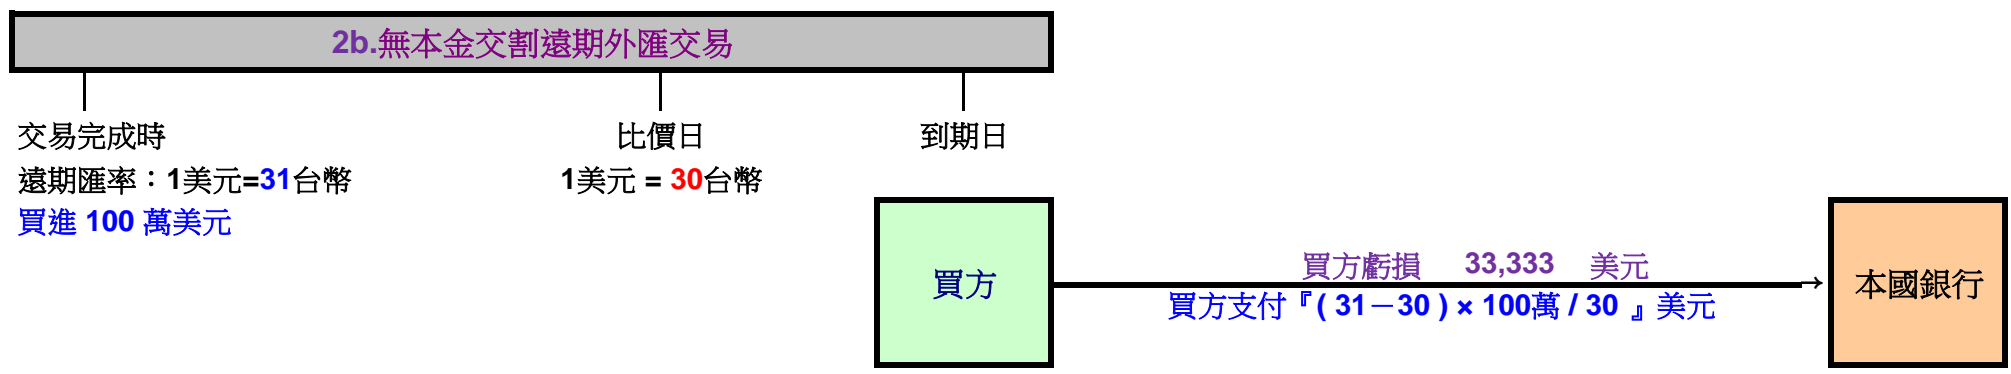 2b.無本金交割遠期外匯交易
交易完成時
比價日
到期日
遠期匯率：1美元=31台幣
1美元 = 30台幣
買進 100 萬美元
買方
買方虧損 33,333 美元
→
買方支付『( 31－30 ) × 100萬 / 30 』美元
本國銀行